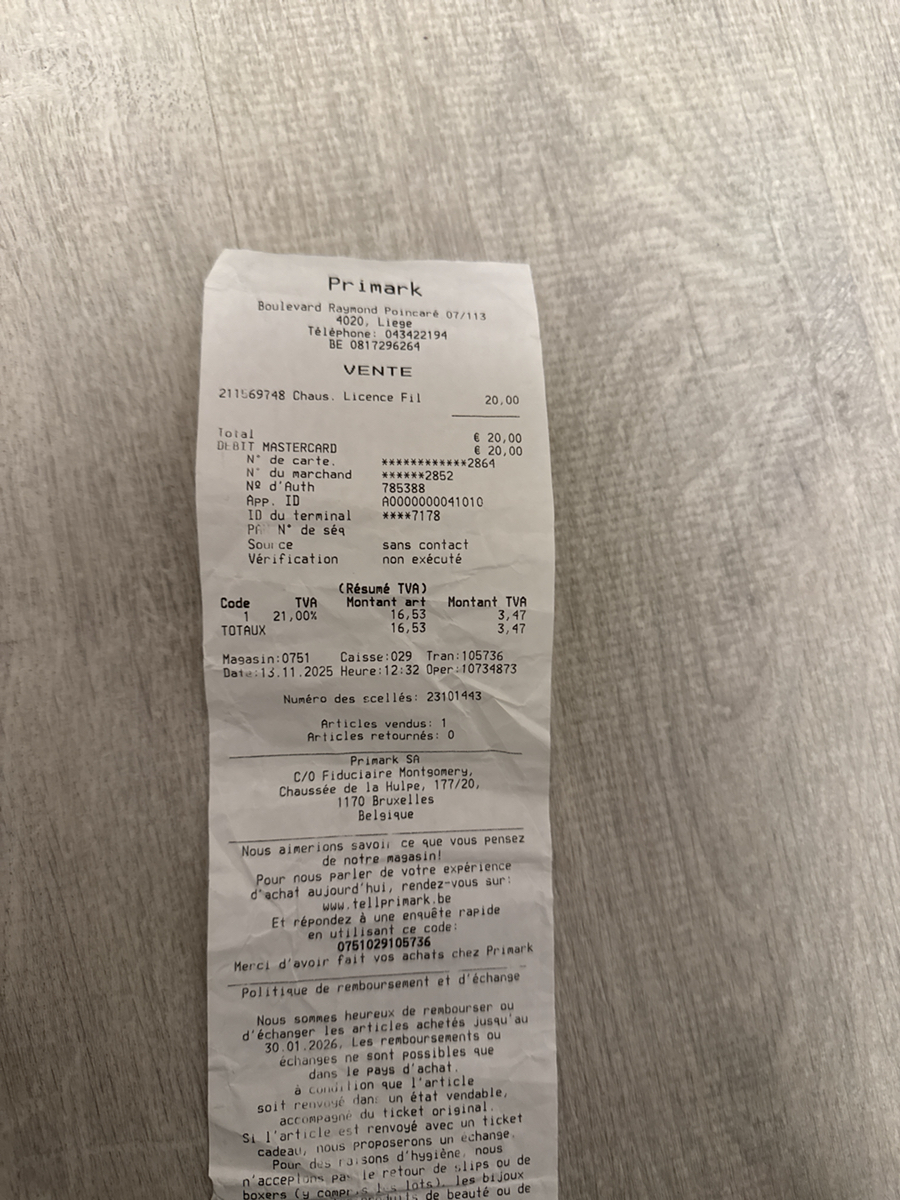 Primark
Boulevard Raymond Poincaré 07/113
4020, Liege
Téléphone: 043422194
BE 0817296264
VENTE
211569748 Chaus. Licence Fil 20,00
Total € 20,00
DEBIT MASTERCARD € 20,00
N° de carte. ************2864
N° du marchand ******2852
Nº d'Auth 785388
App. ID A0000000041010
ID du terminal ****7178
N° de séq
Source sans contact
Vérification non exécuté
(Résumé TVA)
Code TVA Montant art Montant TVA
1 21,00% 16,53 3,47
TOTAUX 16,53 3,47
Magasin:0751 Caisse:029 Tran:105736
Date:13.11.2025 Heure:12:32 Oper:10734873
Numéro des scellés: 23101443
Articles vendus: 1
Articles retournés: 0
Primark SA
C/O Fiduciaire Montgomery,
Chaussée de la Hulpe, 177/20,
1170 Bruxelles
Belgique
Nous aimerions savoir ce que vous pensez
de notre magasin!
Pour nous parler de votre expérience
d'achat aujourd'hui, rendez-vous sur:
www.tellprimark.be
Et répondez à une enquête rapide
en utilisant ce code:
0751029105736
Merci d'avoir fait vos achats chez Primark
Politique de remboursement et d'échange
Nous sommes heureux de rembourser ou
d'échanger les articles achetés jusqu'au
30.01.2026. Les remboursements ou
échanges ne sont possibles que
dans le pays d'achat.
à condition que l'article
soit renvoyé dans un état vendable,
accompagné du ticket original.
Si l'article est renvoyé avec un ticket
cadeau, nous proposerons un échange.
Pour des raisons d'hygiène, nous
n'acceptons pas le retour de slips ou de
boxers (y compris les lots), les bijoux
de beauté ou de